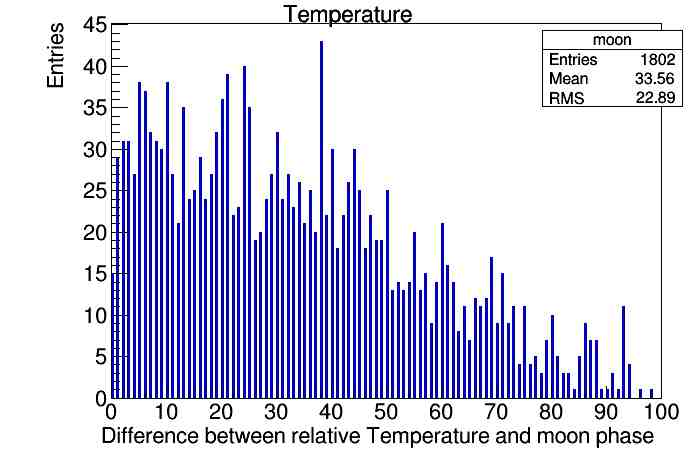 Temperature
Entries
45
40
35
30
25
20
15
10
5
0
moon
Entries 1802
Mean 33.56
RMS 22.89
0 10 20 30 40 50 60 70 80 90 100
Difference between relative Temperature and moon phase